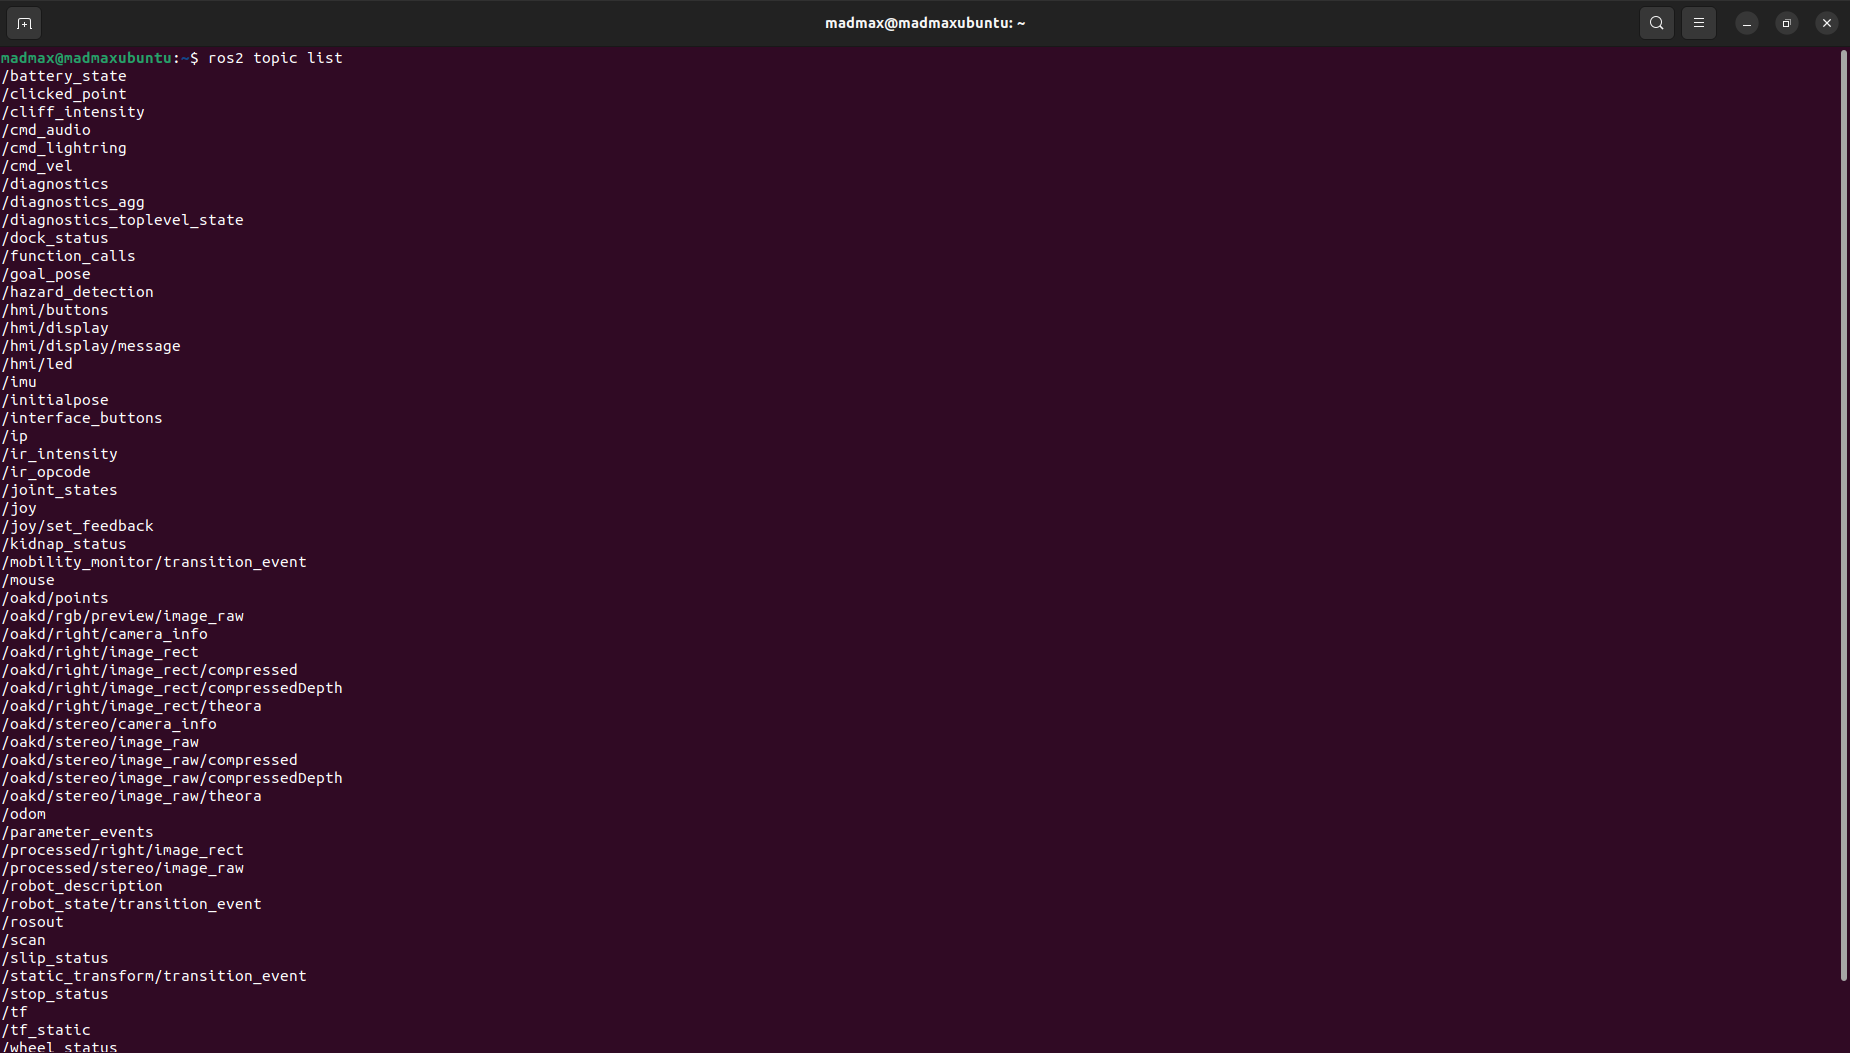 madmax@madmaxubuntu: ~
madmax@madmaxubuntu:~$ ros2 topic list
/battery_state
/clicked_point
/cliff_intensity
/cmd_audio
/cmd_lightring
/cmd_vel
/diagnostics
/diagnostics_agg
/diagnostics_toplevel_state
/dock_status
/function_calls
/goal_pose
/hazard_detection
/hmi/buttons
/hmi/display
/hmi/display/message
/hmi/led
/imu
/initialpose
/interface_buttons
/ip
/ir_intensity
/ir_opcode
/joint_states
/joy
/joy/set_feedback
/kidnap_status
/mobility_monitor/transition_event
/mouse
/oakd/points
/oakd/rgb/preview/image_raw
/oakd/right/camera_info
/oakd/right/image_rect
/oakd/right/image_rect/compressed
/oakd/right/image_rect/compressedDepth
/oakd/right/image_rect/theora
/oakd/stereo/camera_info
/oakd/stereo/image_raw
/oakd/stereo/image_raw/compressed
/oakd/stereo/image_raw/compressedDepth
/oakd/stereo/image_raw/theora
/odom
/parameter_events
/processed/right/image_rect
/processed/stereo/image_raw
/robot_description
/robot_state/transition_event
/rosout
/scan
/slip_status
/static_transform/transition_event
/stop_status
/tf
/tf_static
/wheel_status